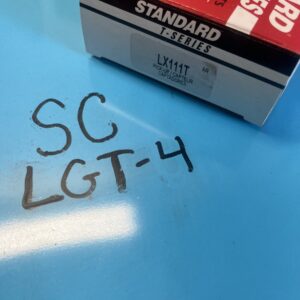 STANDARD
T-SERIES
LX111T
SC
LGT-4